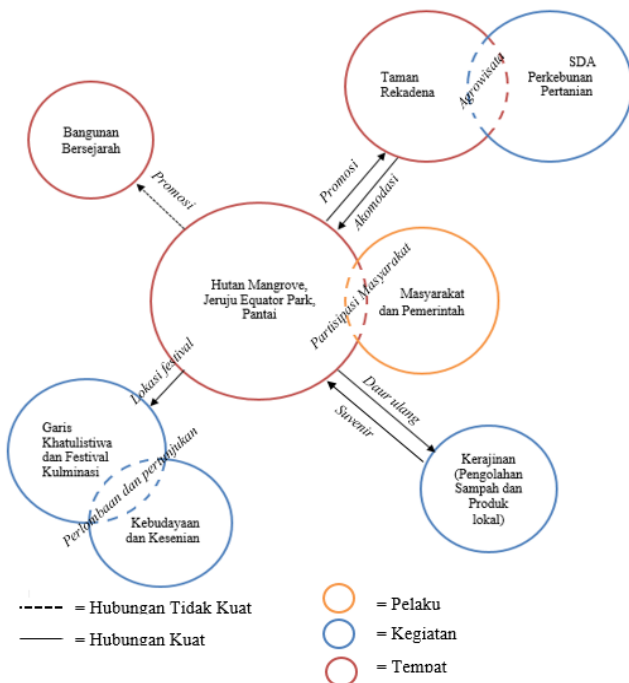 Taman
Rekadena
Agrowisata
SDA
Perkebunan
Pertanian
Bangunan
Bersejarah
Promosi
Promosi
Akomodasi
Hutan Mangrove,
Jeruju Equator Park,
Pantai
Partisipasi Masyarakat
Masyarakat
dan Pemerintah
Lokasi festival
Daur ulang
Suvenir
Garis
Khatulistiwa
dan Festival
Kulminasi
Perlombaan dan pertunjukan
Kebudayaan
dan Kesenian
Kerajinan
(Pengolahan
Sampah dan
Produk
lokal)
= Hubungan Tidak Kuat
= Hubungan Kuat
= Pelaku
= Kegiatan
= Tempat